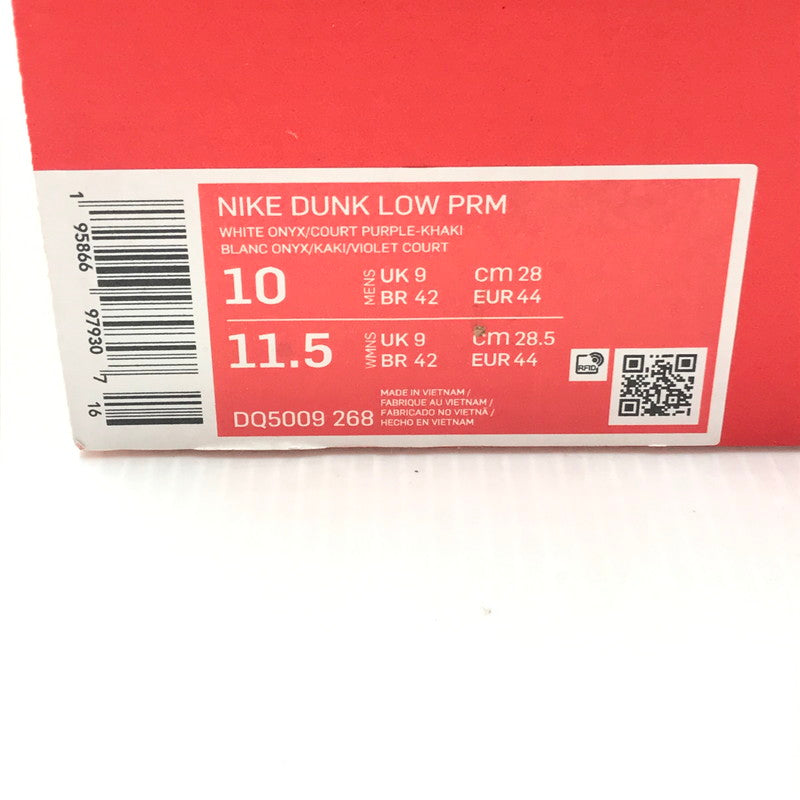 NIKE DUNK LOW PRM
WHITE ONYX/COURT PURPLE-KHAKI
BLANC ONYX/KAKI/VIOLET COURT
10 MENS UK 9 cm 28
BR 42 EUR 44
11.5 WMNS UK 9 cm 28.5
BR 42 EUR 44
RFID
DQ5009 268
MADE IN VIETNAM /
FABRIQUE AU VIETNAM /
FABRICADO NO VIETNÃ /
HECHO EN VIETNAM
1 95866 97930 7 16